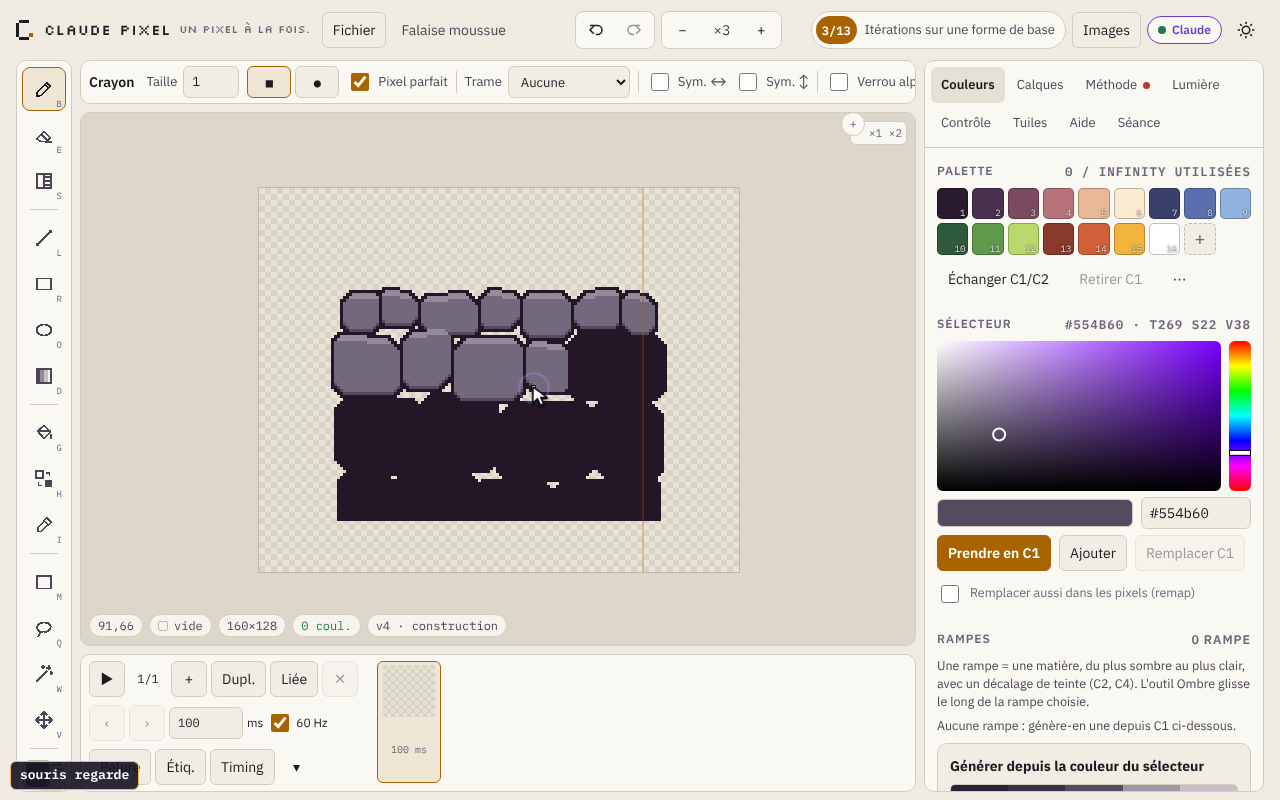 CLAUDE PIXEL UN PIXEL À LA FOIS. Fichier Falaise moussue − ×3 + 3/13 Itérations sur une forme de base Images Claude
Crayon Taille 1 Pixel parfait Trame Aucune Sym. ↔ Sym. ↕ Verrou alp
B
E
S
L
R
O
D
G
H
I
M
Q
W
V
+ ×1 ×2
91,66 vide 160×128 0 coul. v4 · construction
1/1 + Dupl. Liée ✕
‹ › 100 ms 60 Hz
Étiq. Timing ▼
100 ms
souris regarde
Couleurs Calques Méthode Lumière
Contrôle Tuiles Aide Séance
PALETTE 0 / INFINITY UTILISÉES
1 2 3 4 5 6 7 8 9
10 11 12 13 14 15 16 +
Échanger C1/C2 Retirer C1 ⋯
SÉLECTEUR #554B60 · T269 S22 V38
#554b60
Prendre en C1 Ajouter Remplacer C1
Remplacer aussi dans les pixels (remap)
RAMPES 0 RAMPE
Une rampe = une matière, du plus sombre au plus clair,
avec un décalage de teinte (C2, C4). L'outil Ombre glisse
le long de la rampe choisie.
Aucune rampe : génère-en une depuis C1 ci-dessous.
Générer depuis la couleur du sélecteur